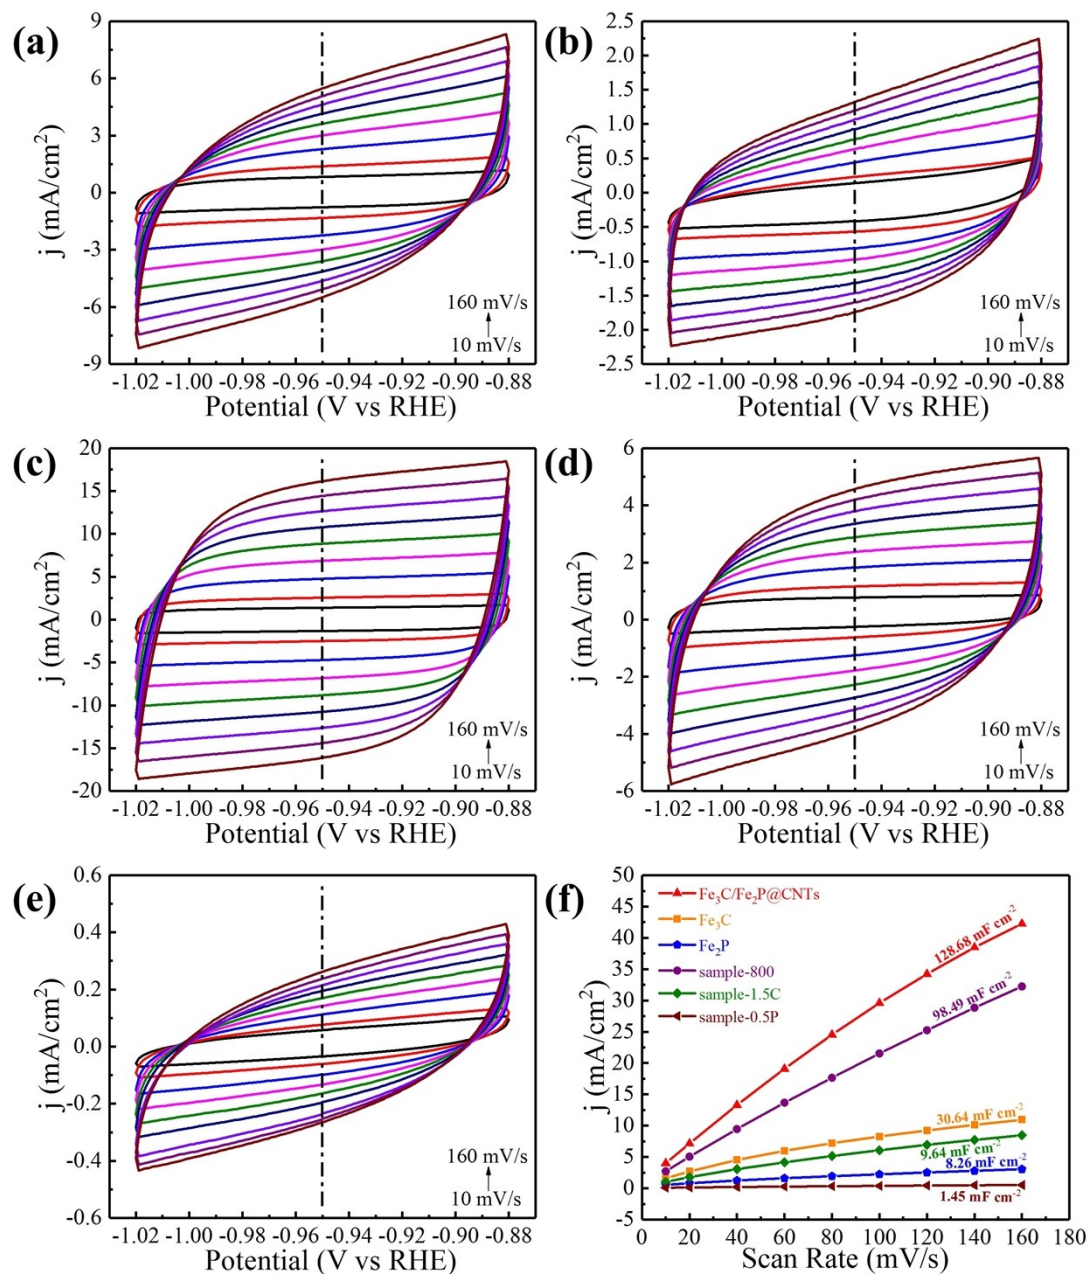 (a)
9
6
3
0
-3
-6
-9
j (mA/cm²)
160 mV/s
10 mV/s
-1.02 -1.00 -0.98 -0.96 -0.94 -0.92 -0.90 -0.88
Potential (V vs RHE)
(b)
2.5
2.0
1.5
1.0
0.5
0.0
-0.5
-1.0
-1.5
-2.0
-2.5
j (mA/cm²)
160 mV/s
10 mV/s
-1.02 -1.00 -0.98 -0.96 -0.94 -0.92 -0.90 -0.88
Potential (V vs RHE)
(c)
20
15
10
5
0
-5
-10
-15
-20
j (mA/cm²)
160 mV/s
10 mV/s
-1.02 -1.00 -0.98 -0.96 -0.94 -0.92 -0.90 -0.88
Potential (V vs RHE)
(d)
6
4
2
0
-2
-4
-6
j (mA/cm²)
160 mV/s
10 mV/s
-1.02 -1.00 -0.98 -0.96 -0.94 -0.92 -0.90 -0.88
Potential (V vs RHE)
(e)
0.6
0.4
0.2
0.0
-0.2
-0.4
-0.6
j (mA/cm²)
160 mV/s
10 mV/s
-1.02 -1.00 -0.98 -0.96 -0.94 -0.92 -0.90 -0.88
Potential (V vs RHE)
(f)
50
45
40
35
30
25
20
15
10
5
0
-5
j (mA/cm²)
Fe₃C/Fe₂P@CNTs
Fe₃C
Fe₂P
sample-800
sample-1.5C
sample-0.5P
128.68 mF cm⁻²
98.49 mF cm⁻²
30.64 mF cm⁻²
9.64 mF cm⁻²
8.26 mF cm⁻²
1.45 mF cm⁻²
0 20 40 60 80 100 120 140 160 180
Scan Rate (mV/s)